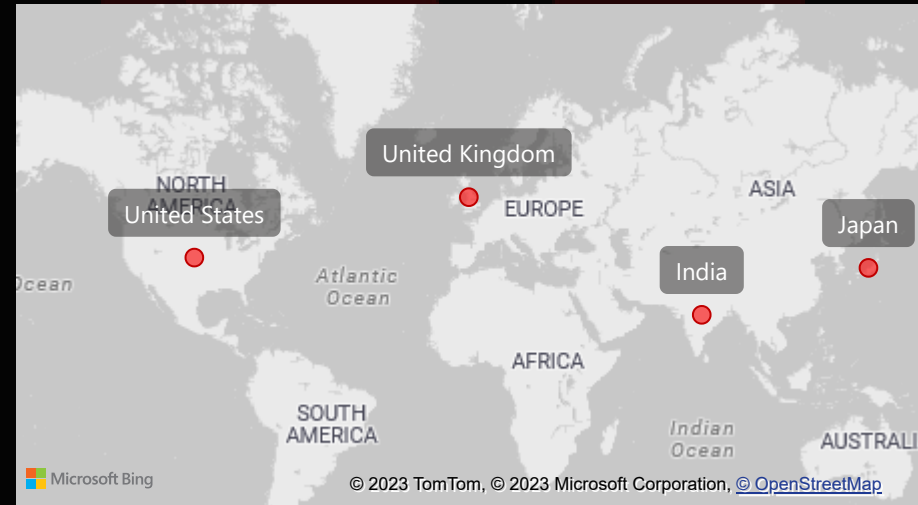 United Kingdom
NORTH
AMERICA
United States
EUROPE
ASIA
Japan
India
Ocean
Atlantic
Ocean
AFRICA
SOUTH
AMERICA
Indian
Ocean
AUSTRALI
Microsoft Bing
© 2023 TomTom, © 2023 Microsoft Corporation, © OpenStreetMap